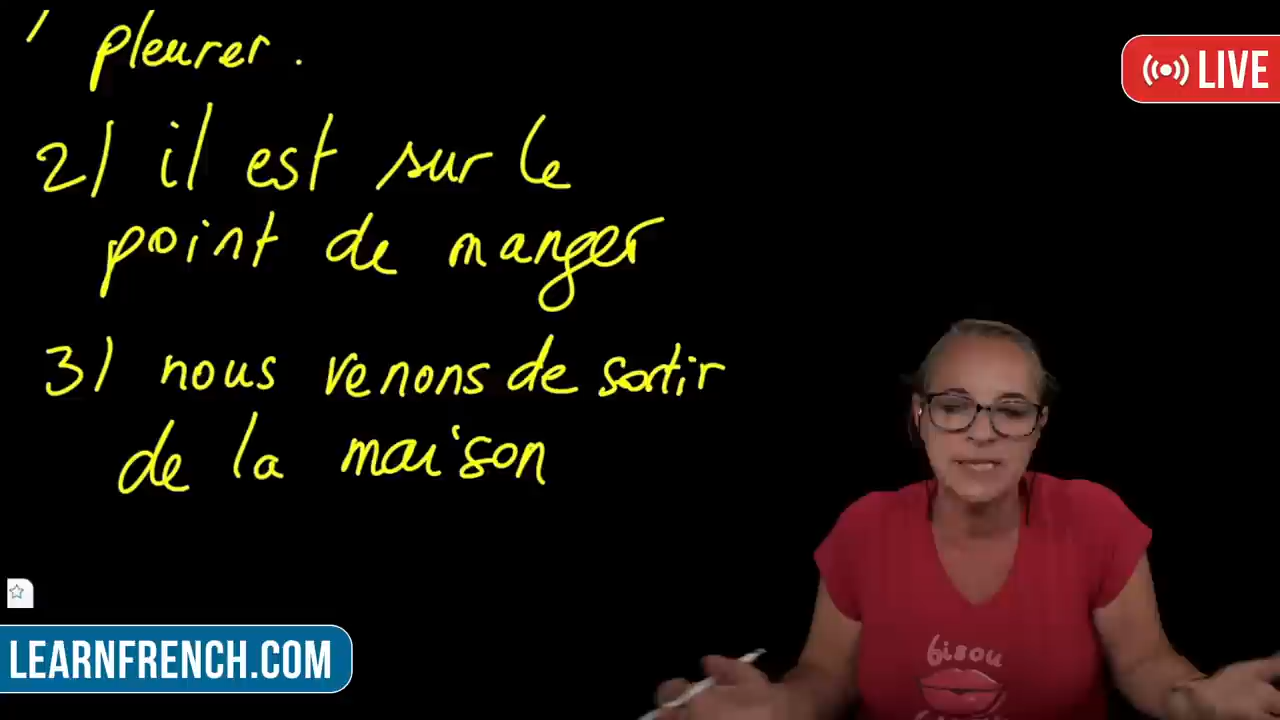 pleurer.
2) il est sur le
point de manger
3) nous venons de sortir
de la maison
LIVE
LEARNFRENCH.COM
bisou